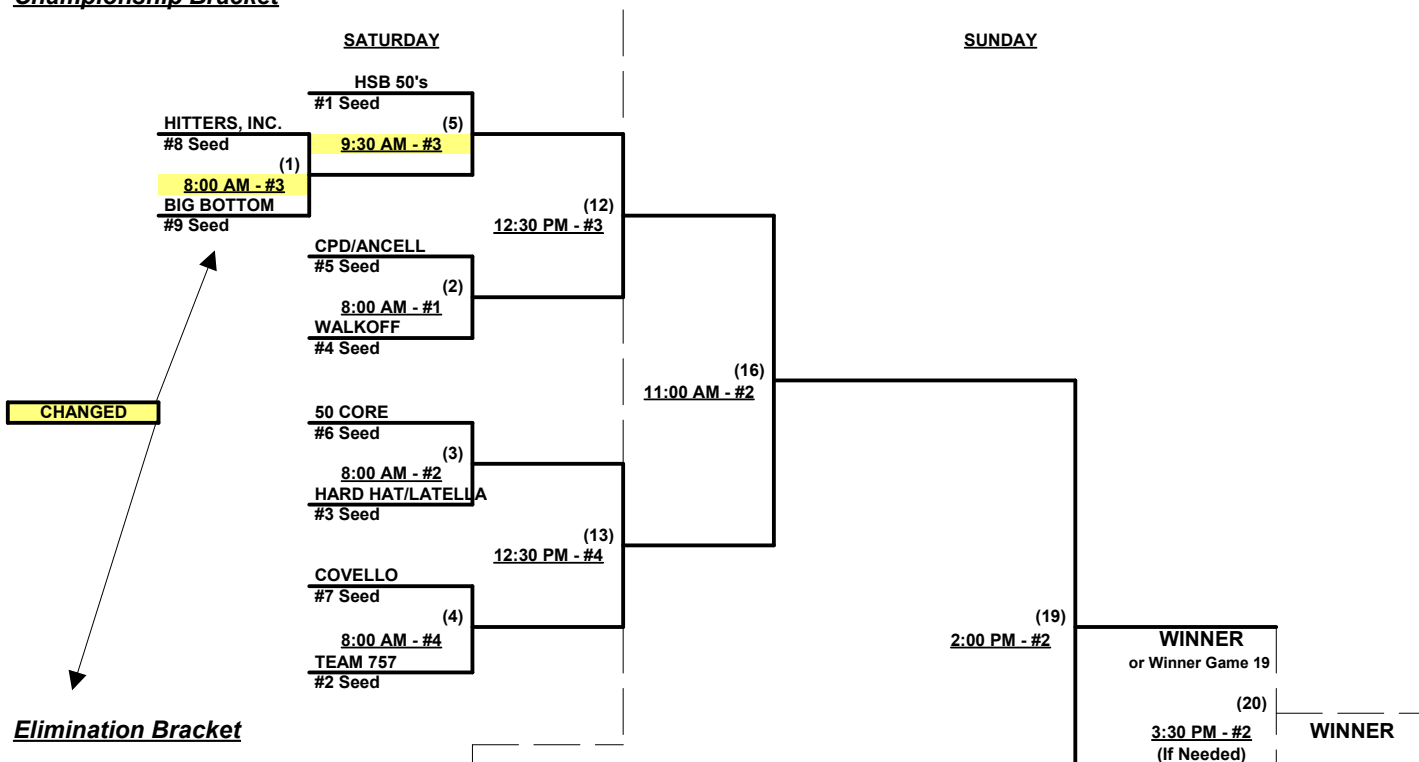 Championship Bracket
SATURDAY
SUNDAY
HSB 50's
#1 Seed
HITTERS, INC.
(5)
#8 Seed
9:30 AM - #3
(1)
8:00 AM - #3
BIG BOTTOM
(12)
#9 Seed
12:30 PM - #3
CPD/ANCELL
#5 Seed
(2)
8:00 AM - #1
WALKOFF
#4 Seed
(16)
11:00 AM - #2
CHANGED
50 CORE
#6 Seed
(3)
8:00 AM - #2
HARD HAT/LATELLA
#3 Seed
(13)
12:30 PM - #4
COVELLO
#7 Seed
(4)
(19)
8:00 AM - #4
2:00 PM - #2
WINNER
TEAM 757
or Winner Game 19
#2 Seed
(20)
Elimination Bracket
3:30 PM - #2
WINNER
(If Needed)